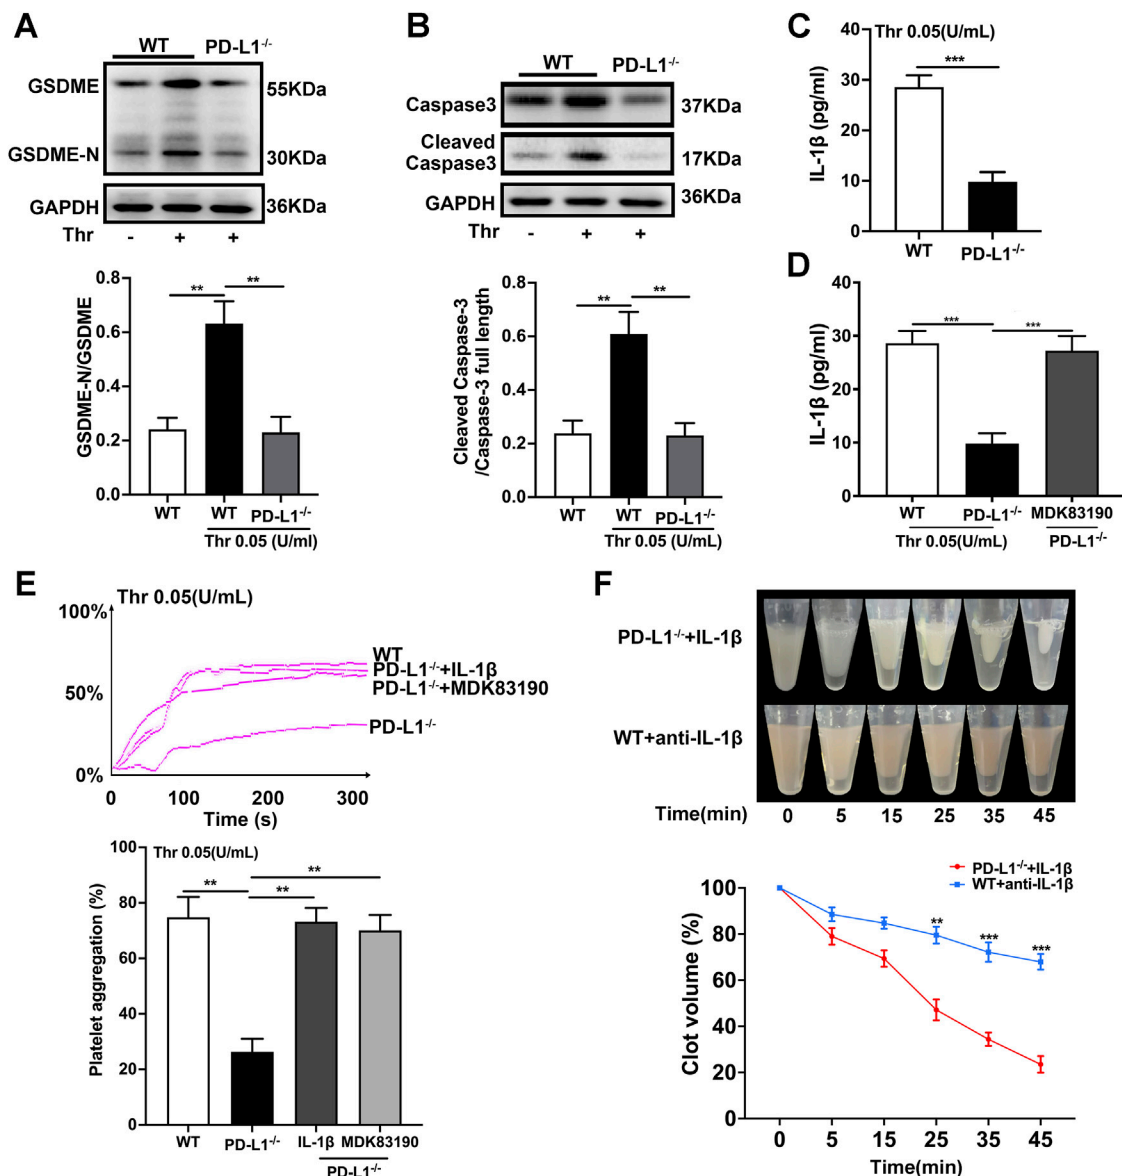 A
WT PD-L1-/-
GSDME 55KDa
GSDME-N 30KDa
GAPDH 36KDa
Thr - + +
0.8
0.6
0.4
0.2
0.0
GSDME-N/GSDME
** **
WT WT PD-L1-/-
Thr 0.05 (U/ml)
B
WT PD-L1-/-
Caspase3 37KDa
Cleaved
Caspase3 17KDa
GAPDH 36KDa
Thr - + +
0.8
0.6
0.4
0.2
0.0
Cleaved Caspase-3
/Caspase-3 full length
** **
WT WT PD-L1-/-
Thr 0.05 (U/mL)
C
Thr 0.05(U/mL)
40
30
20
10
0
IL-1β (pg/ml)
***
WT PD-L1-/-
D
40
30
20
10
0
IL-1β (pg/ml)
*** ***
WT PD-L1-/- MDK83190
Thr 0.05(U/mL) PD-L1-/-
E
Thr 0.05(U/mL)
100%
50%
0%
WT
PD-L1-/-+IL-1β
PD-L1-/-+MDK83190
PD-L1-/-
0 100 200 300
Time (s)
Thr 0.05(U/mL)
100
80
60
40
20
0
Platelet aggregation (%)
**
** **
WT PD-L1-/- IL-1β MDK83190
PD-L1-/-
F
PD-L1-/-+IL-1β
WT+anti-IL-1β
Time(min) 0 5 15 25 35 45
PD-L1-/-+IL-1β
WT+anti-IL-1β
100
80
60
40
20
0
Clot volume (%)
** *** ***
0 5 15 25 35 45
Time(min)